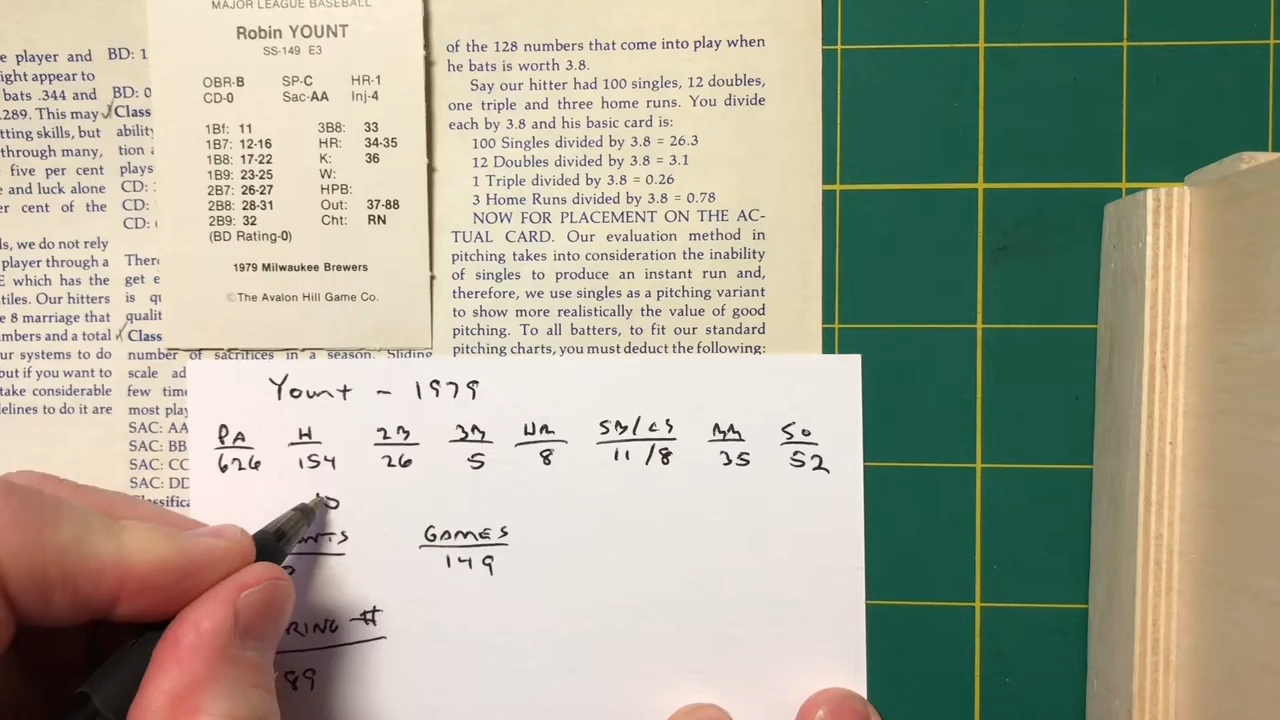 e player and
ight appear to
bats .344 and
.289. This may
tting skills, but
through many,
five per cent
e and luck alone
er cent of the
ls, we do not rely
player through a
E which has the
tiles. Our hitters
e 8 marriage that
mbers and a total
ur systems to do
but if you want to
take considerable
delines to do it are
BD: 1
BD: 0
Class
ability
tion a
plays
CD:
CD:
CD:
Ther
get e
is q
qualit
Class
number of sacrifices in a season. Sliding
scale ad
few time
most play
SAC: AA
SAC: BB
SAC: CC
SAC: DD
MAJOR LEAGUE BASEBALL
Robin YOUNT
SS-149 E3
OBR-B SP-C HR-1
CD-0 Sac-AA Inj-4
1Bf: 11 3B8: 33
1B7: 12-16 HR: 34-35
1B8: 17-22 K: 36
1B9: 23-25 W:
2B7: 26-27 HPB:
2B8: 28-31 Out: 37-88
2B9: 32 Cht: RN
(BD Rating-0)
1979 Milwaukee Brewers
©The Avalon Hill Game Co.
of the 128 numbers that come into play when
he bats is worth 3.8.
Say our hitter had 100 singles, 12 doubles,
one triple and three home runs. You divide
each by 3.8 and his basic card is:
100 Singles divided by 3.8 = 26.3
12 Doubles divided by 3.8 = 3.1
1 Triple divided by 3.8 = 0.26
3 Home Runs divided by 3.8 = 0.78
NOW FOR PLACEMENT ON THE AC-
TUAL CARD. Our evaluation method in
pitching takes into consideration the inability
of singles to produce an instant run and,
therefore, we use singles as a pitching variant
to show more realistically the value of good
pitching. To all batters, to fit our standard
pitching charts, you must deduct the following:
Yount - 1979
PA H 2B 3B HR SB/CS BB SO
626 154 26 5 8 11/8 35 52
NTS GAMES
149
RING #
89